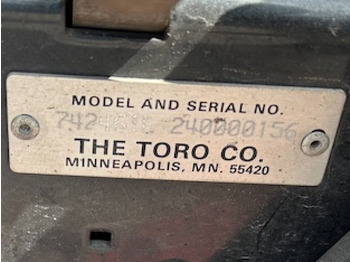 MODEL AND SERIAL NO.
240000156
THE TORO CO.
MINNEAPOLIS, MN. 55420